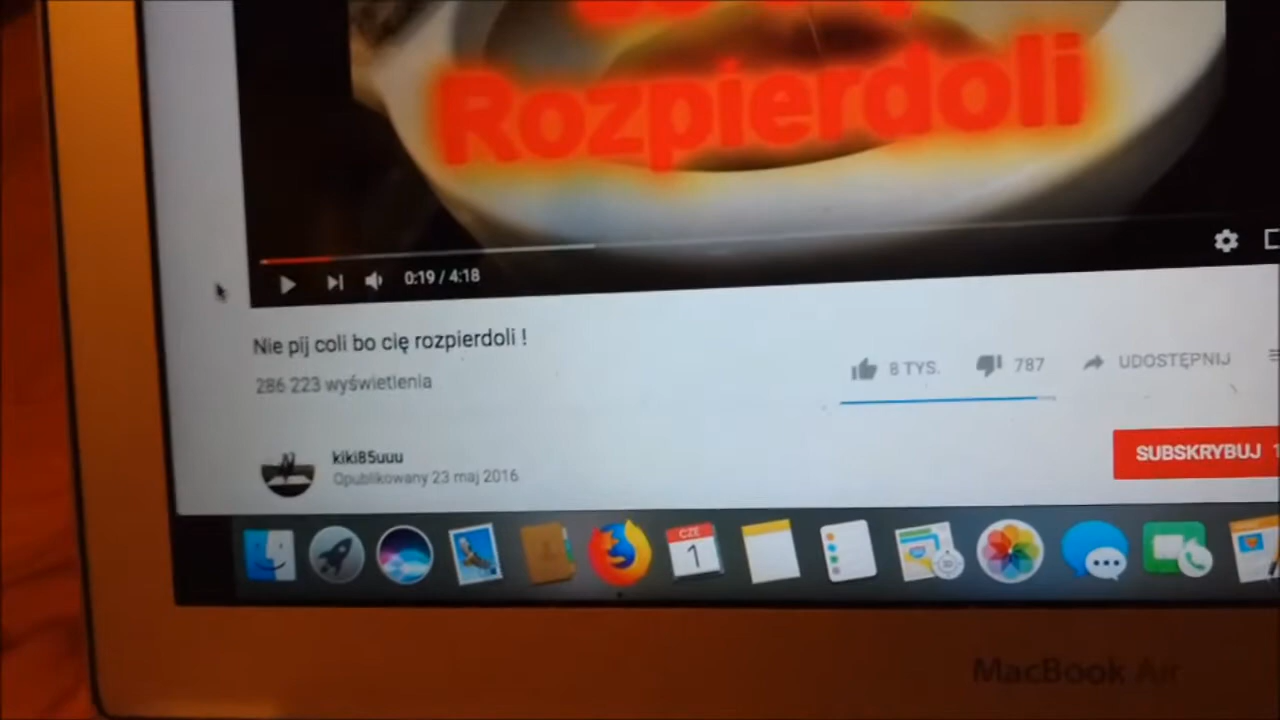 Rozpierdoli
0:19 / 4:18
Nie pij coli bo cię rozpierdoli !
286 223 wyświetlenia
8 TYS.
787
UDOSTĘPNIJ
kiki85uuu
Opublikowany 23 maj 2016
SUBSKRYBUJ
CZE
1
3D
MacBook Air